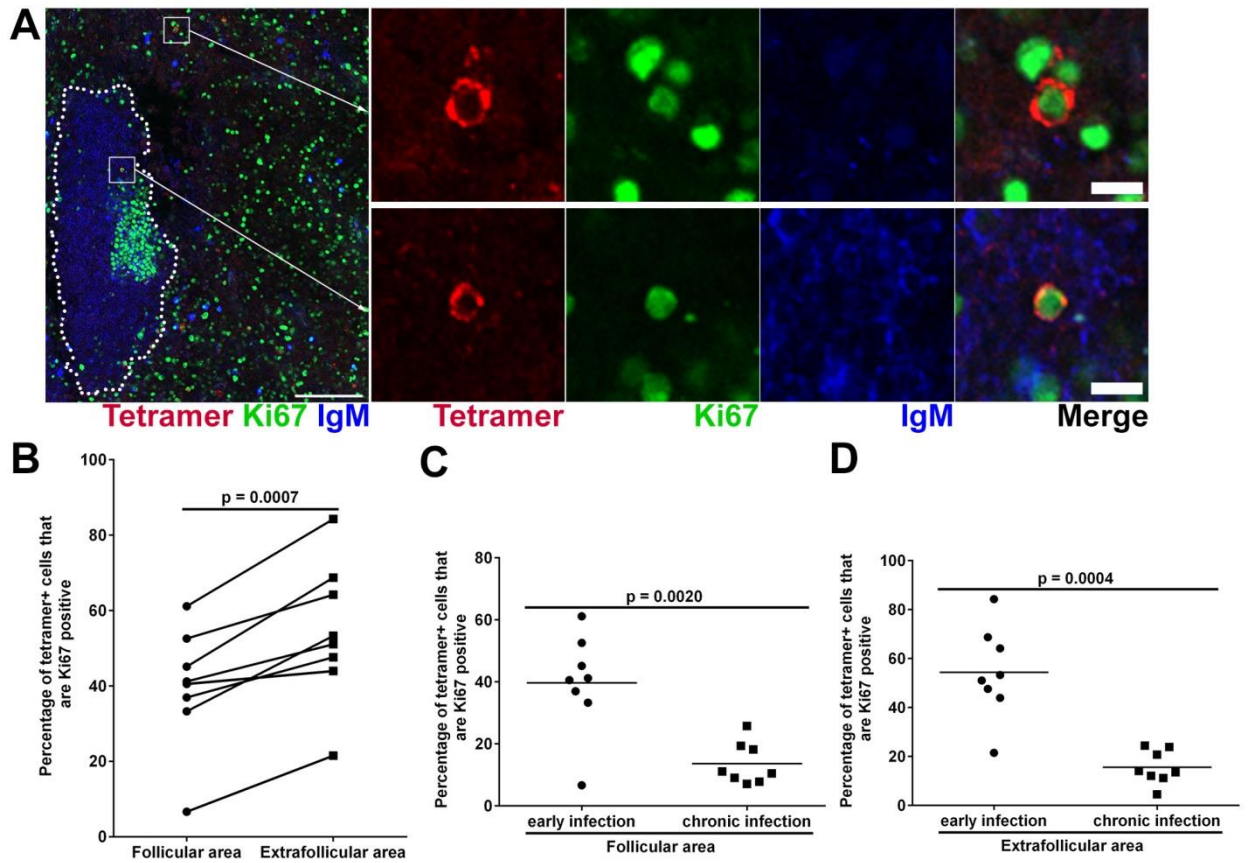 A
Tetramer Ki67 IgM
Tetramer
Ki67
IgM
Merge
B
Percentage of tetramer+ cells that
are Ki67 positive
100
80
60
40
20
0
p = 0.0007
Follicular area
Extrafollicular area
C
Percentage of tetramer+ cells that
are Ki67 positive
80
60
40
20
0
p = 0.0020
early infection
chronic infection
Follicular area
D
Percentage of tetramer+ cells that
are Ki67 positive
100
80
60
40
20
0
p = 0.0004
early infection
chronic infection
Extrafollicular area